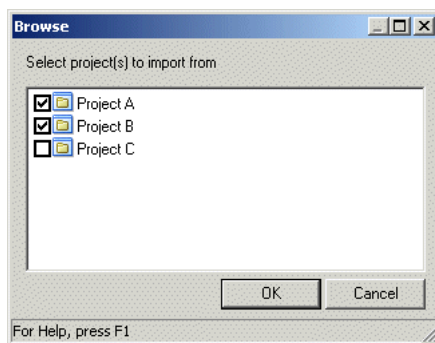 Browse
Select project(s) to import from
Project A
Project B
Project C
OK Cancel
For Help, press F1